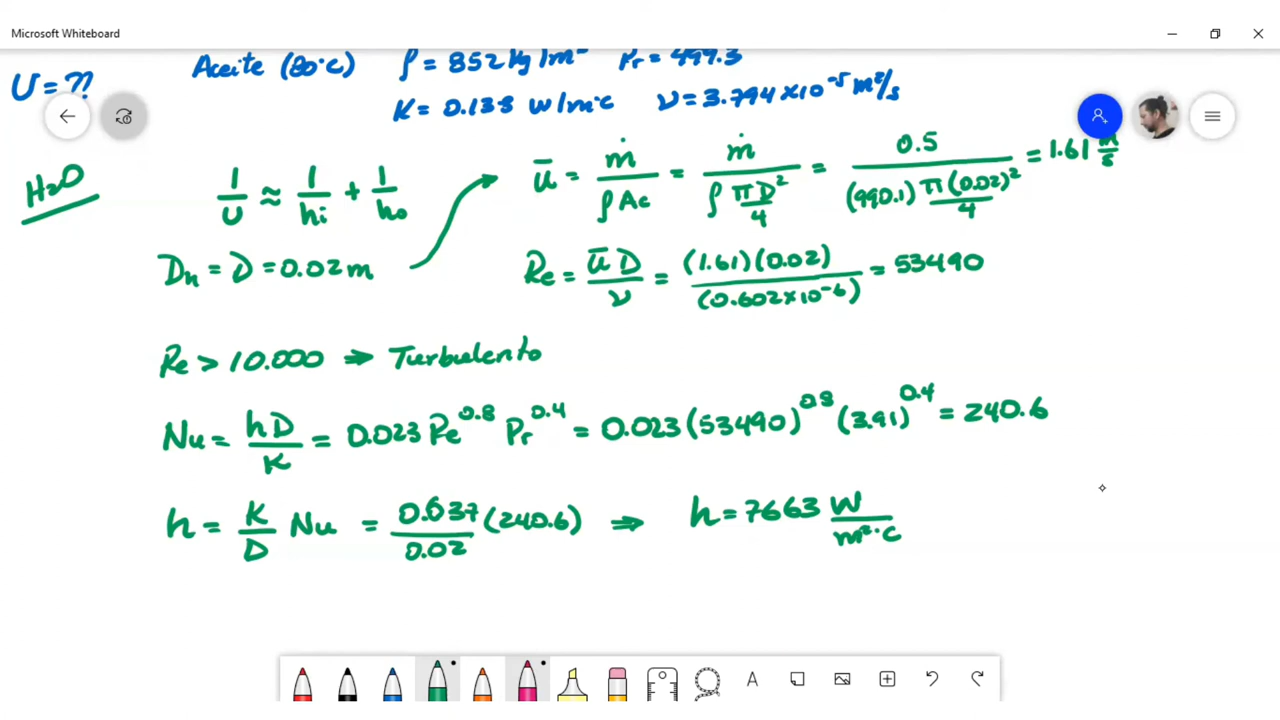 Microsoft Whiteboard
U = ??
Aceite (80°C) ρ = 852 kg/m³ Pr = 499.3
K = 0.138 W/m°C ν = 3.794×10⁻⁵ m²/s
H₂O
1/U ≈ 1/hi + 1/ho
ū = ṁ/(ρ Ac) = ṁ/(ρ πD²/4) = 0.5/((990.1) π(0.02)²/4) = 1.61 m/s
Dh = D = 0.02 m
Re = ū D/ν = (1.61)(0.02)/(0.602×10⁻⁶) = 53490
Re > 10.000 ⇒ Turbulento
Nu = hD/K = 0.023 Re^0.8 Pr^0.4 = 0.023 (53490)^0.8 (3.91)^0.4 = 240.6
h = K/D Nu = 0.637/0.02 (240.6) ⇒ h = 7663 W/m²·C
A